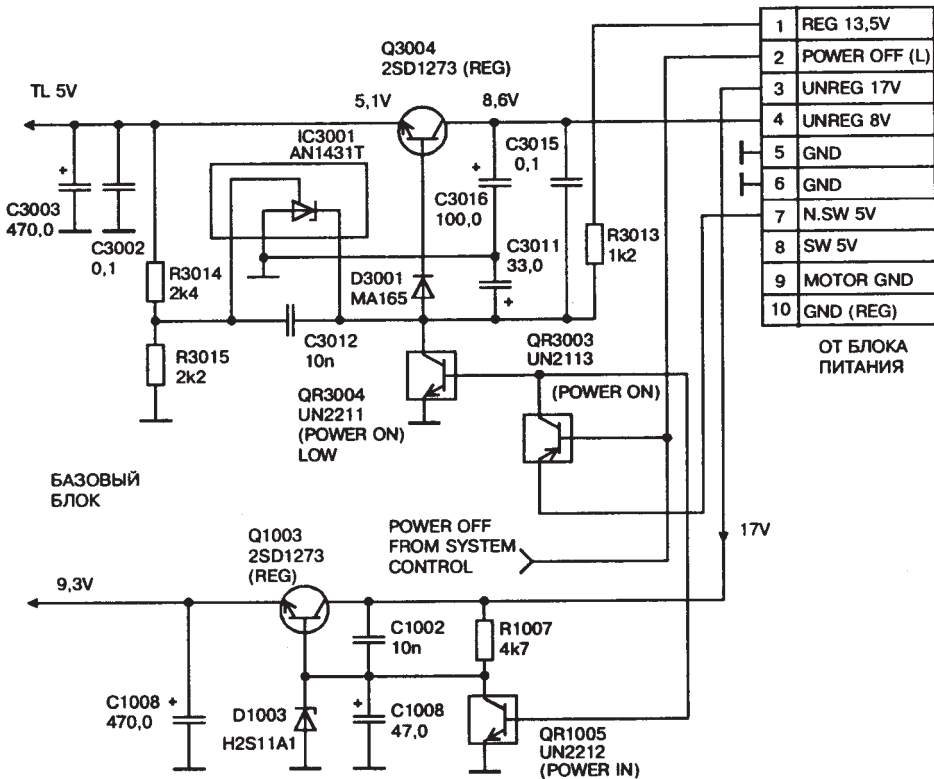 Q3004
2SD1273 (REG)
TL 5V
5,1V
8,6V
IC3001
AN1431T
C3015
0,1
C3003
470,0
C3002
0,1
C3016
100,0
C3011
33,0
R3013
1k2
R3014
2k4
D3001
MA165
C3012
10n
R3015
2k2
QR3004
UN2211
(POWER ON)
LOW
QR3003
UN2113
(POWER ON)
1 REG 13,5V
2 POWER OFF (L)
3 UNREG 17V
4 UNREG 8V
5 GND
6 GND
7 N.SW 5V
8 SW 5V
9 MOTOR GND
10 GND (REG)
ОТ БЛОКА
ПИТАНИЯ
БАЗОВЫЙ
БЛОК
POWER OFF
FROM SYSTEM
CONTROL
17V
Q1003
2SD1273
(REG)
9,3V
C1002
10n
R1007
4k7
C1008
470,0
D1003
H2S11A1
C1008
47,0
QR1005
UN2212
(POWER IN)